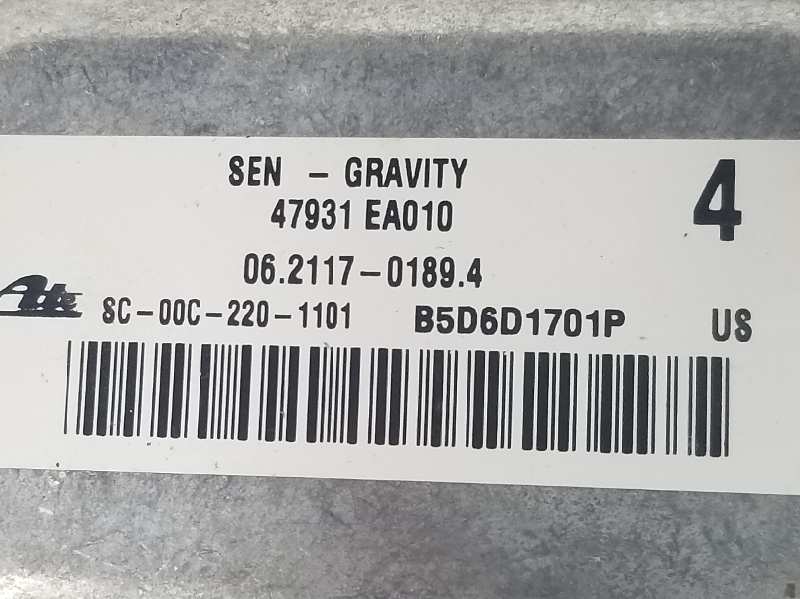 SEN - GRAVITY
47931 EA010
4
06.2117-0189.4
Ate
8C-00C-220-1101 B5D6D1701P US